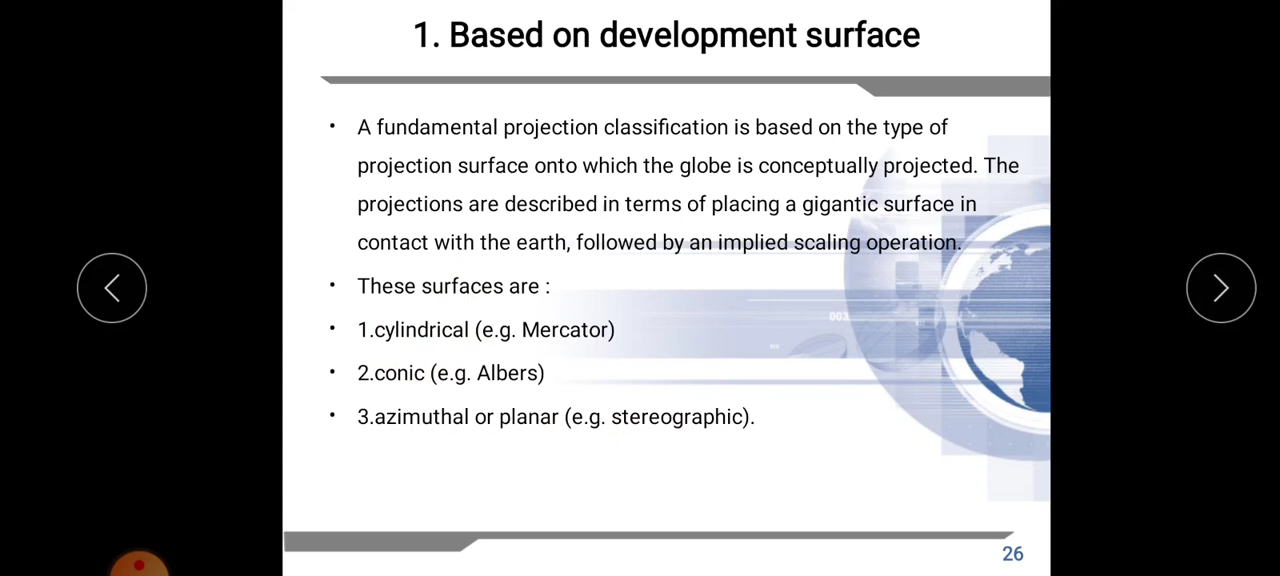 1. Based on development surface
• A fundamental projection classification is based on the type of
projection surface onto which the globe is conceptually projected. The
projections are described in terms of placing a gigantic surface in
contact with the earth, followed by an implied scaling operation.
• These surfaces are :
• 1.cylindrical (e.g. Mercator)
• 2.conic (e.g. Albers)
• 3.azimuthal or planar (e.g. stereographic).
003
26